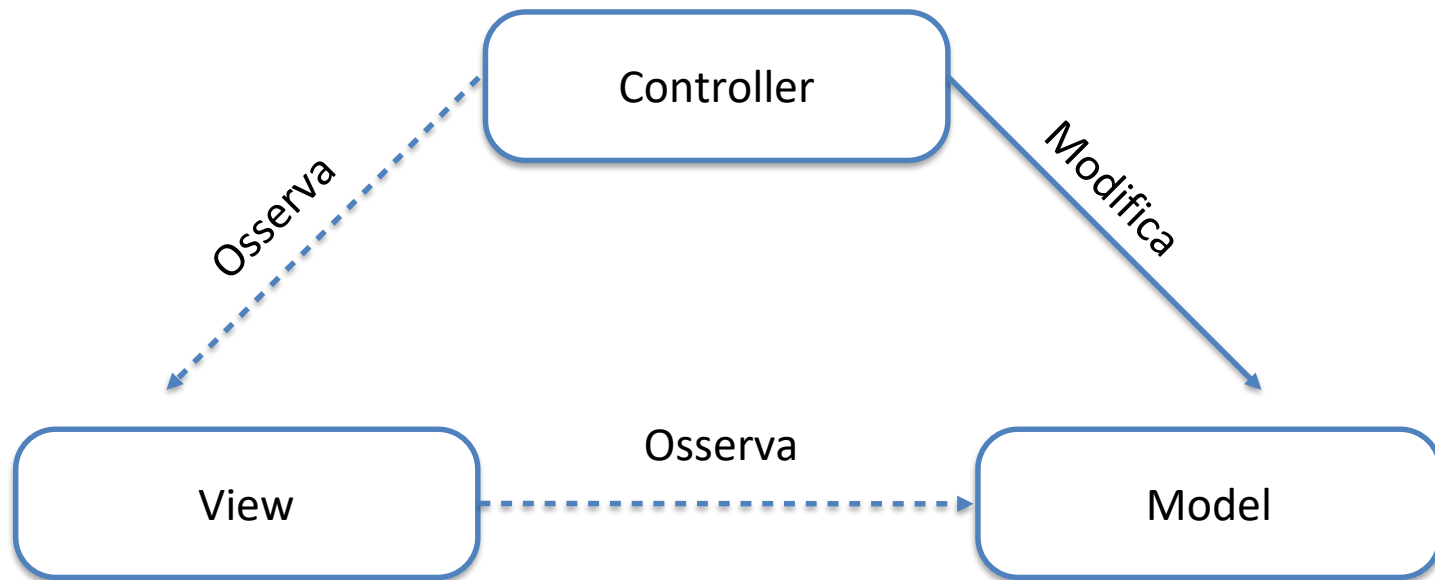 Controller
Osserva
Modifica
Osserva
View
Model